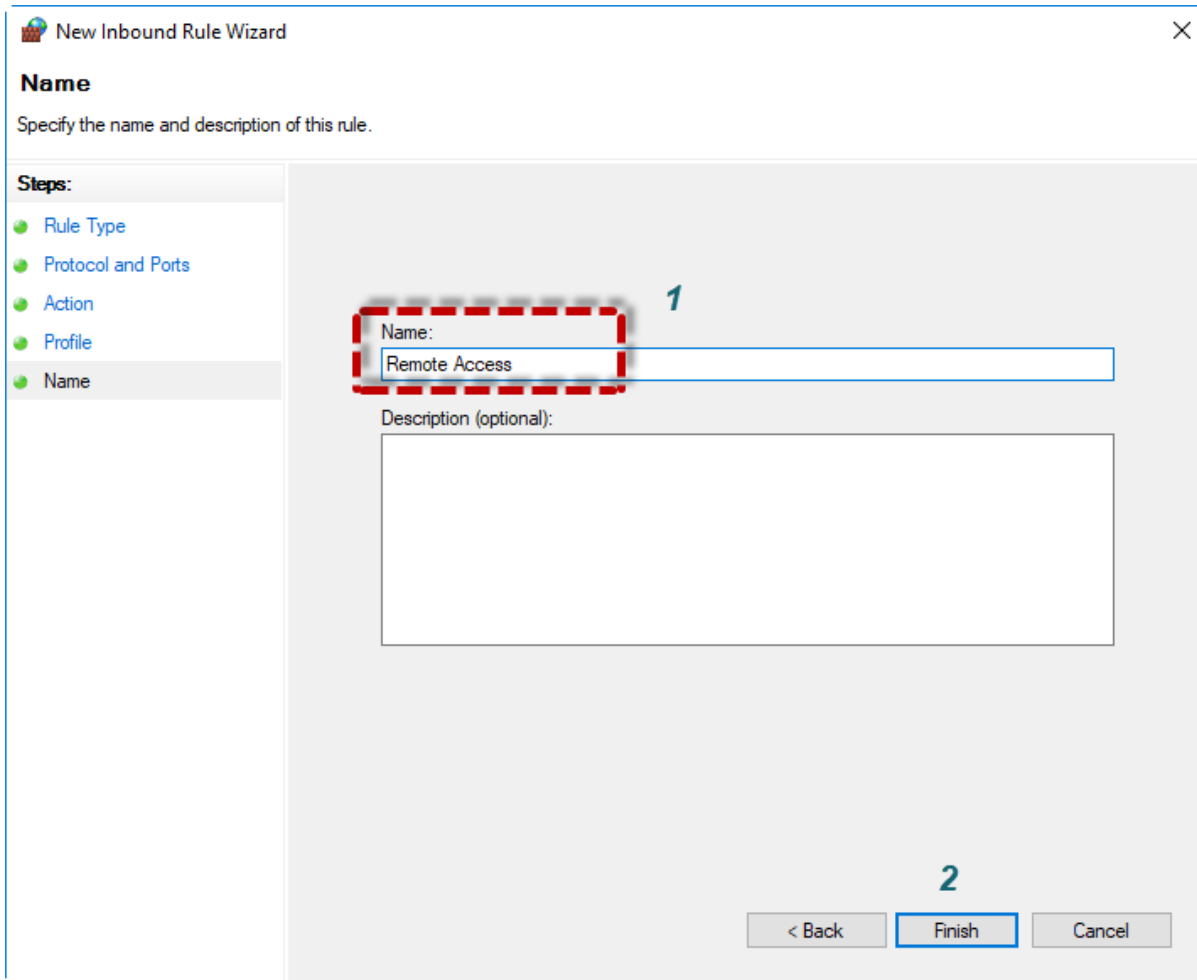 New Inbound Rule Wizard
Name
Specify the name and description of this rule.
Steps:
Rule Type
Protocol and Ports
Action
Profile
Name
1
Name:
Remote Access
Description (optional):
2
< Back
Finish
Cancel